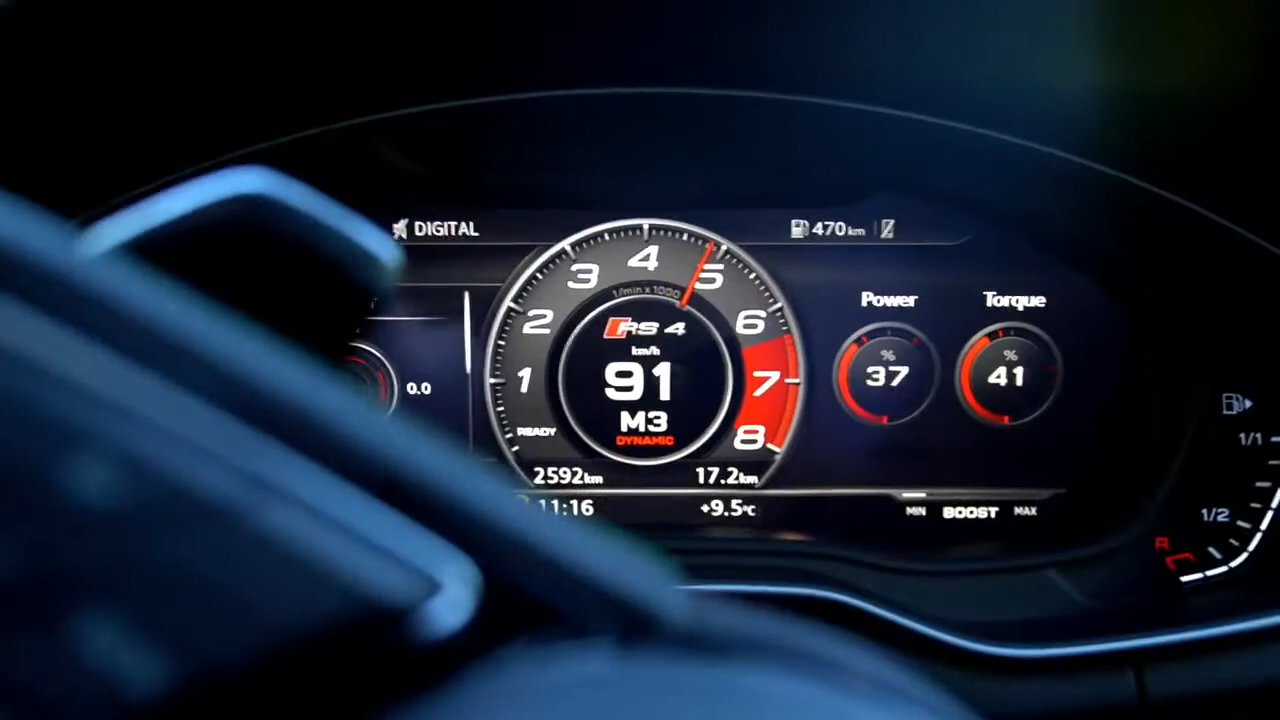 DIGITAL
470 km
1 2 3 4 5 6 7 8
1/min x 1000
RS 4
km/h
91
M3
DYNAMIC
READY
2592km
17.2km
11:16
+9.5°C
0.0
Power
% 37
Torque
% 41
MIN BOOST MAX
1/1
1/2
R